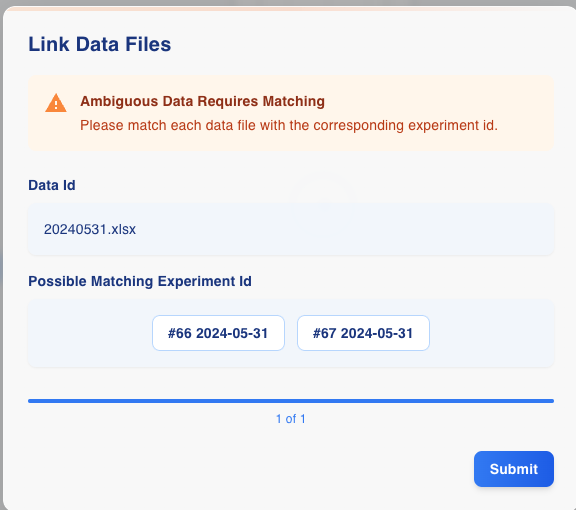 Link Data Files
Ambiguous Data Requires Matching
Please match each data file with the corresponding experiment id.
Data Id
20240531.xlsx
Possible Matching Experiment Id
#66 2024-05-31 #67 2024-05-31
1 of 1
Submit